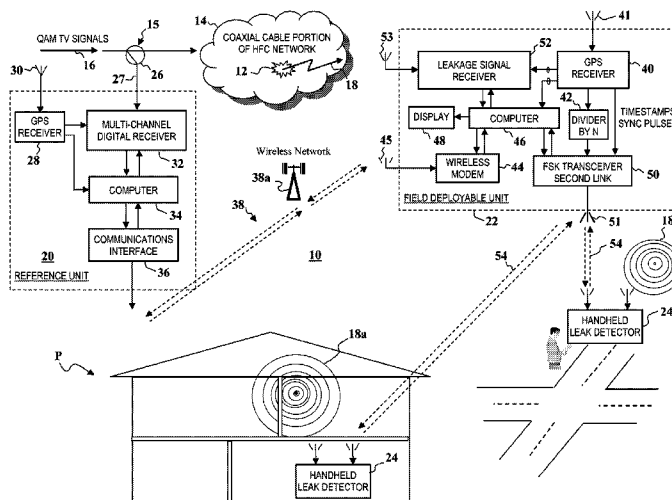 QAM TV SIGNALS
16
15
14
COAXIAL CABLE
PORTION
OF HFC NETWORK
12
18
27
26
30
GPS
RECEIVER
28
MULTI-CHANNEL
DIGITAL RECEIVER
32
COMPUTER
34
COMMUNICATIONS
INTERFACE
36
20
REFERENCE UNIT
Wireless Network
38a
38
10
53
52
41
LEAKAGE SIGNAL
RECEIVER
GPS
RECEIVER
40
DISPLAY
48
COMPUTER
46
42
DIVIDER
BY N
TIMESTAMPS
SYNC PULSE
45
WIRELESS
MODEM
44
FSK TRANSCEIVER
SECOND LINK
50
FIELD DEPLOYABLE UNIT
22
51
54
54
18
HANDHELD
LEAK DETECTOR
24
P
18a
HANDHELD
LEAK DETECTOR
24